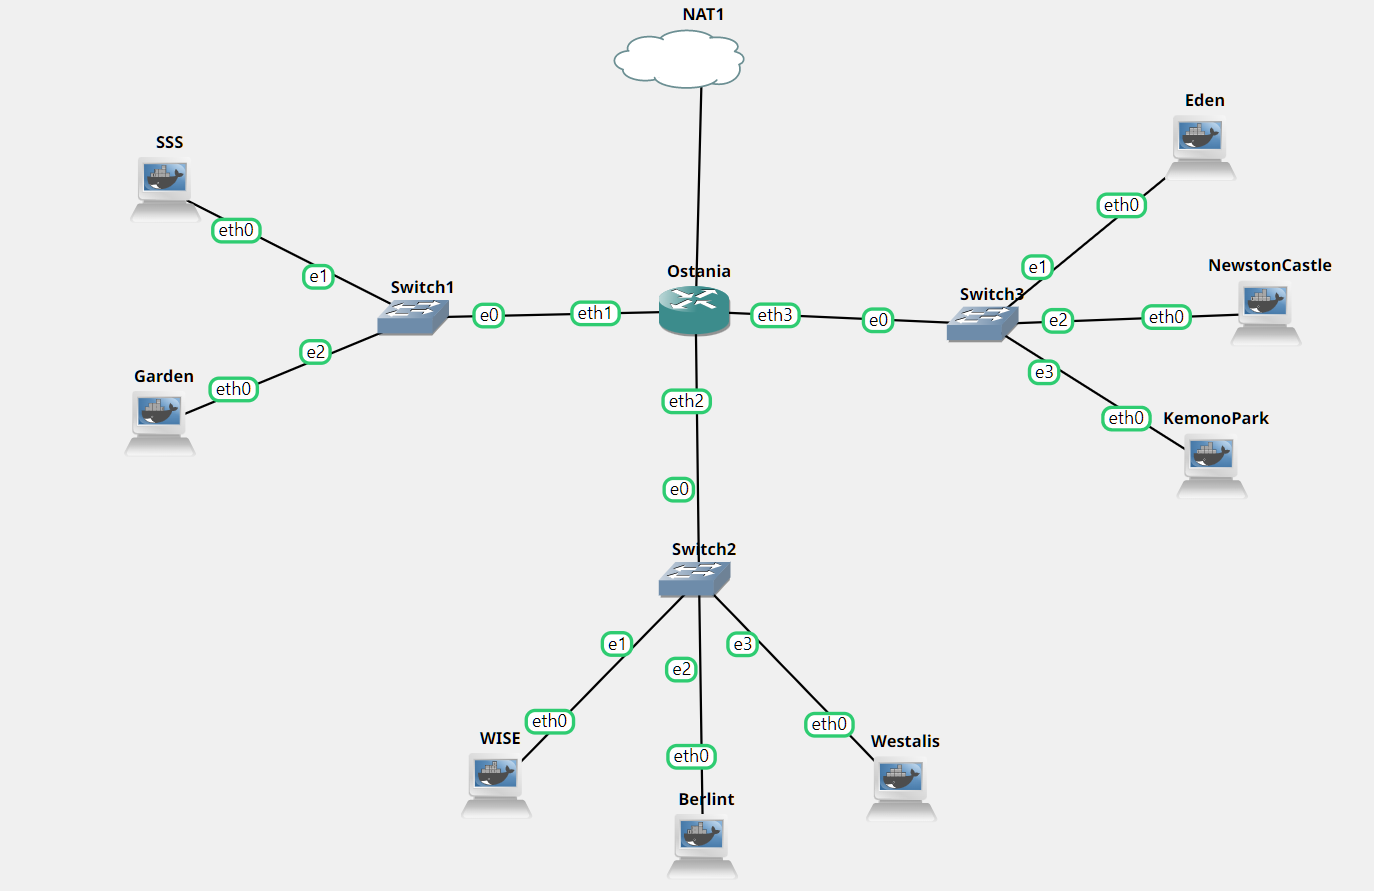 NAT1
Eden
SSS
eth0
eth0
e1
NewstonCastle
e1
Ostania
Switch1
Switch3
e0
eth1
eth3
e0
e2
eth0
e2
e3
Garden
eth0
eth2
eth0
KemonoPark
e0
Switch2
e1
e2
e3
eth0
eth0
WISE
Westalis
eth0
Berlint